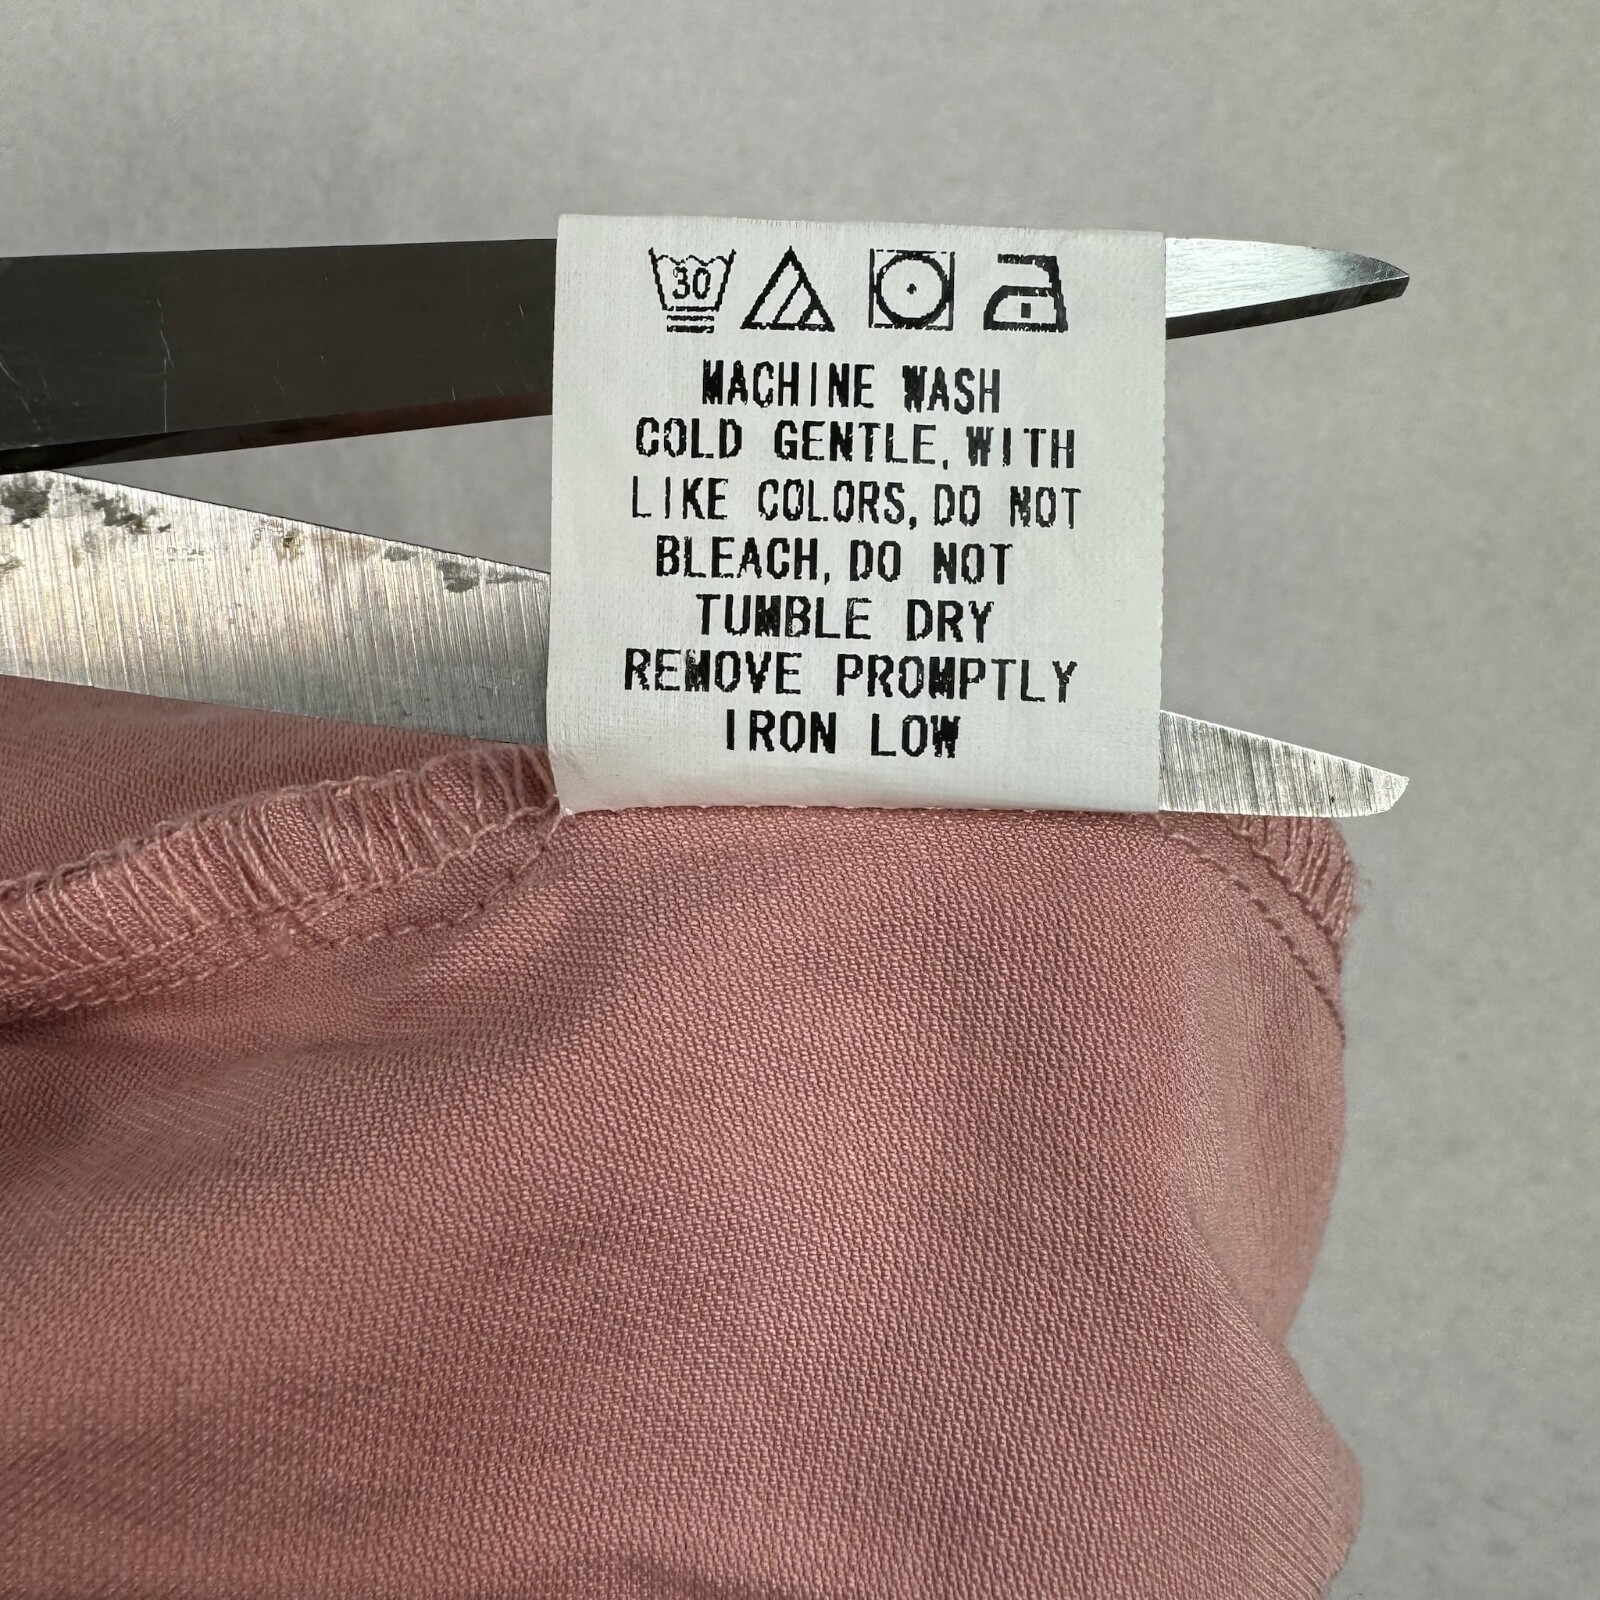 30
MACHINE WASH
COLD GENTLE, WITH
LIKE COLORS, DO NOT
BLEACH, DO NOT
TUMBLE DRY
REMOVE PROMPTLY
IRON LOW